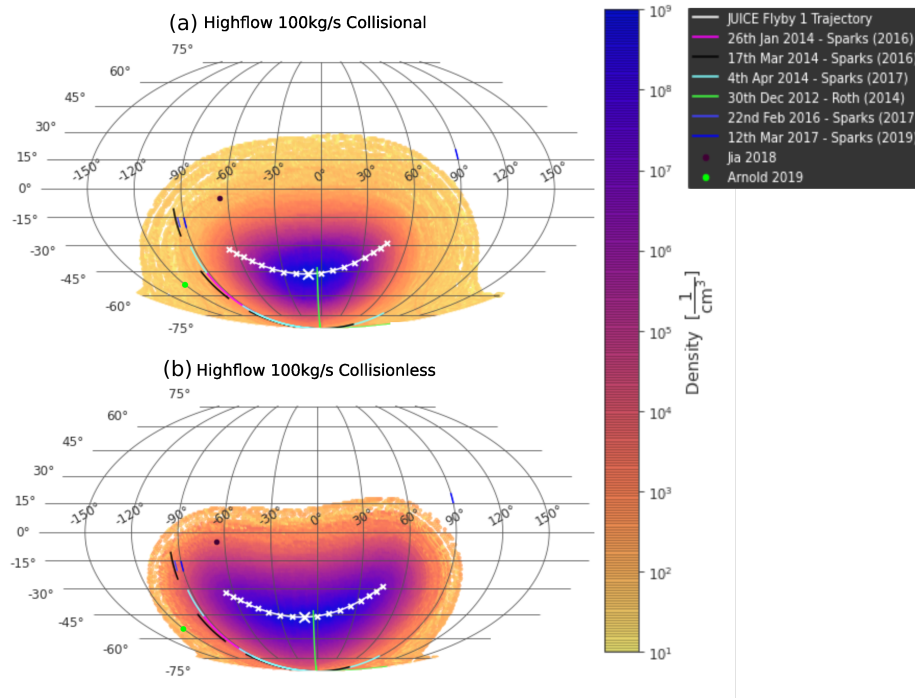 (a) Highflow 100kg/s Collisional
75°
60°
45°
30°
15°
0°
-15°
-30°
-45°
-60°
-75°
-150° -120° -90° -60° -30° 0° 30° 60° 90° 120° 150°
(b) Highflow 100kg/s Collisionless
75°
60°
45°
30°
15°
0°
-15°
-30°
-45°
-60°
-75°
-150° -120° -90° -60° -30° 0° 30° 60° 90° 120° 150°
10⁹
10⁸
10⁷
10⁶
10⁵
10⁴
10³
10²
10¹
Density [1/cm³]
JUICE Flyby 1 Trajectory
26th Jan 2014 - Sparks (2016)
17th Mar 2014 - Sparks (2016
4th Apr 2014 - Sparks (2017)
30th Dec 2012 - Roth (2014)
22nd Feb 2016 - Sparks (2017
12th Mar 2017 - Sparks (2019
Jia 2018
Arnold 2019